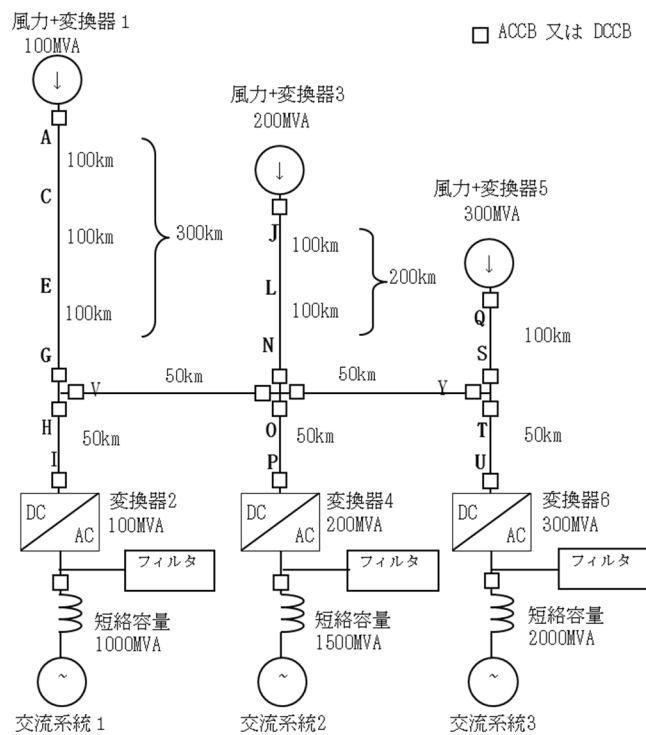 風力+変換器1
100MVA
ACCB 又は DCCB
風力+変換器3
200MVA
風力+変換器5
300MVA
↓
↓
↓
A
100km
C
100km
300km
E
100km
G
J
100km
L
200km
100km
N
Q
100km
S
V
50km
50km
Y
H
50km
I
O
50km
P
T
50km
U
DC
AC
変換器2
100MVA
DC
AC
変換器4
200MVA
DC
AC
変換器6
300MVA
フィルタ
フィルタ
フィルタ
短絡容量
1000MVA
短絡容量
1500MVA
短絡容量
2000MVA
~
~
~
交流系統1
交流系統2
交流系統3